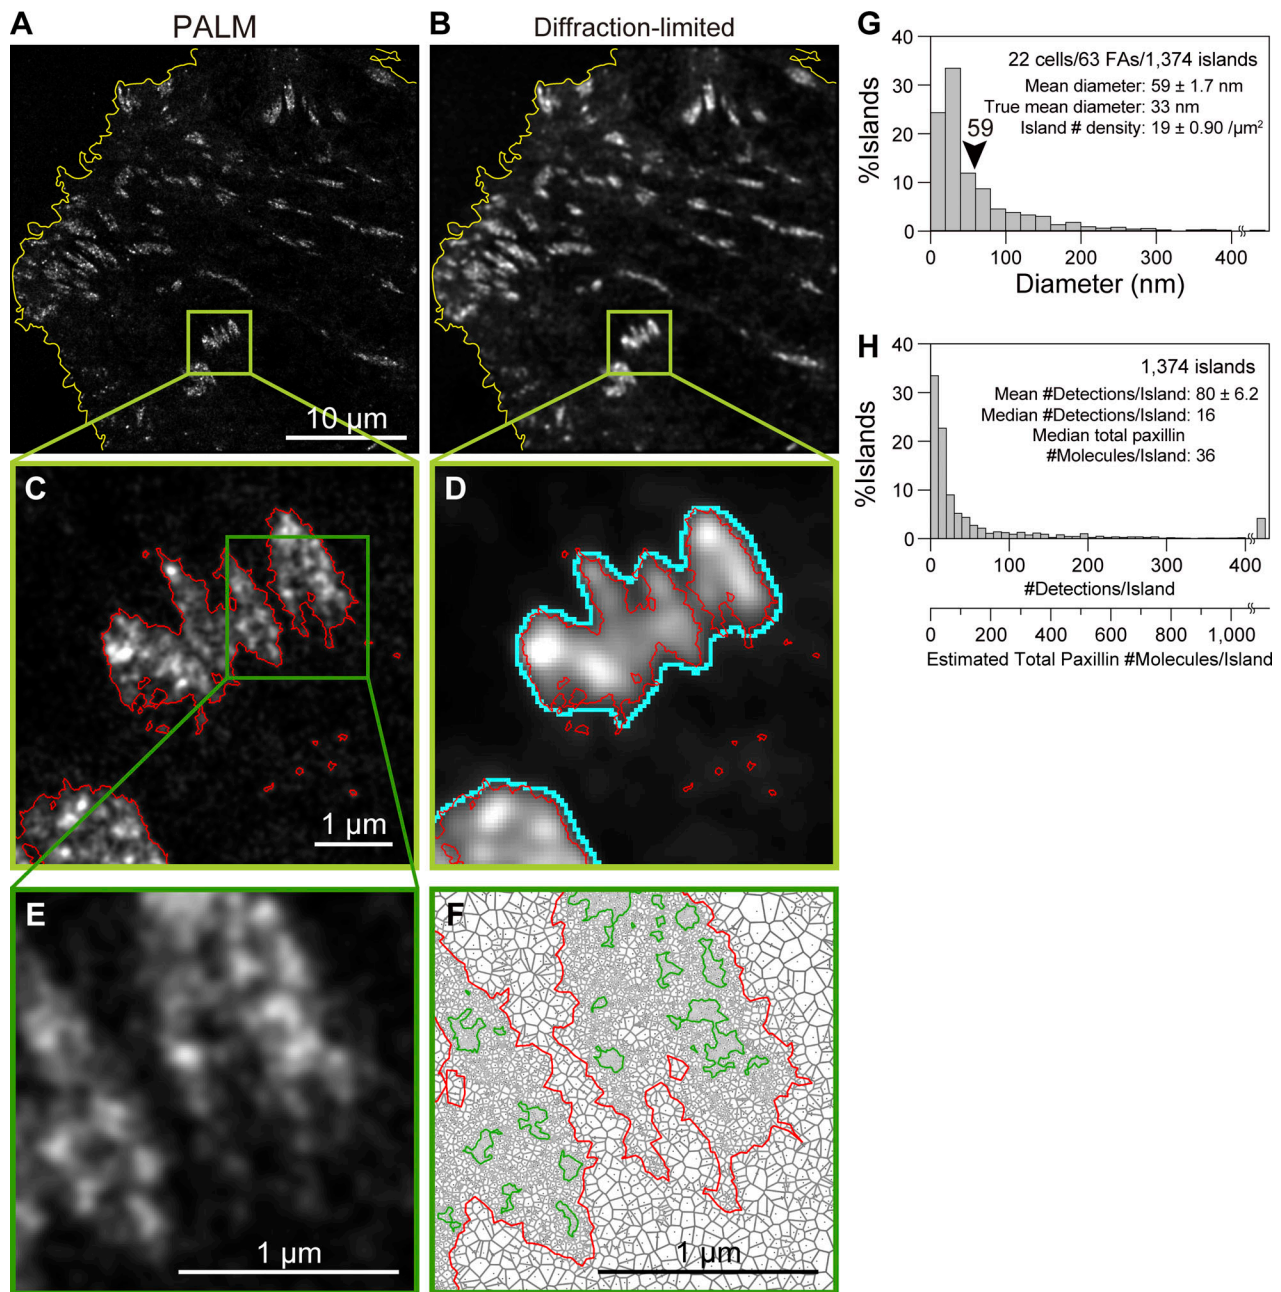 A PALM
B Diffraction-limited
10 µm
C
1 µm
D
E
1 µm
F
1 µm
G
40
30
20
10
0
%Islands
22 cells/63 FAs/1,374 islands
Mean diameter: 59 ± 1.7 nm
True mean diameter: 33 nm
Island # density: 19 ± 0.90 /µm²
59
0 100 200 300 400
Diameter (nm)
H
40
30
20
10
0
%Islands
1,374 islands
Mean #Detections/Island: 80 ± 6.2
Median #Detections/Island: 16
Median total paxillin
#Molecules/Island: 36
0 100 200 300 400
#Detections/Island
0 200 400 600 800 1,000
Estimated Total Paxillin #Molecules/Island